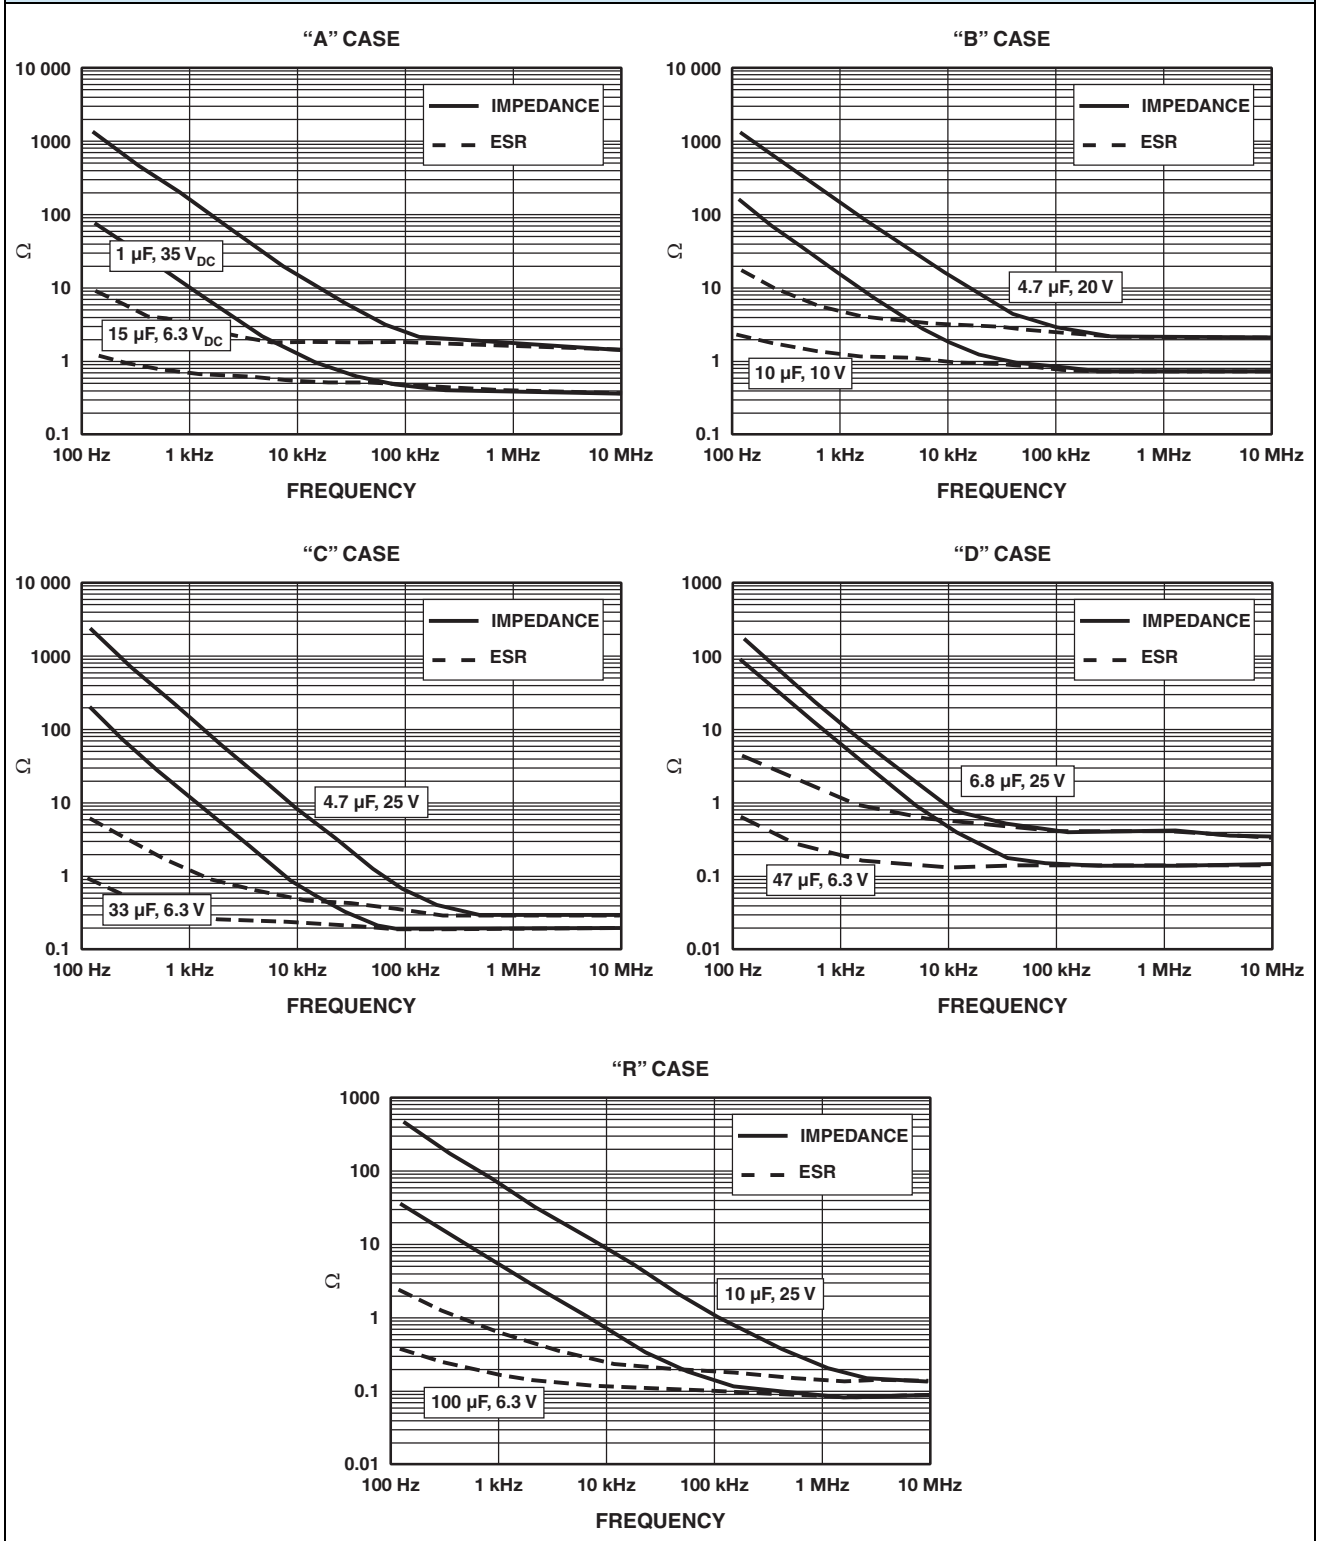 “A” CASE
10 000
1000
100
10
1
0.1
Ω
IMPEDANCE
ESR
1 µF, 35 VDC
15 µF, 6.3 VDC
100 Hz 1 kHz 10 kHz 100 kHz 1 MHz 10 MHz
FREQUENCY
“B” CASE
10 000
1000
100
10
1
0.1
Ω
IMPEDANCE
ESR
4.7 µF, 20 V
10 µF, 10 V
100 Hz 1 kHz 10 kHz 100 kHz 1 MHz 10 MHz
FREQUENCY
“C” CASE
10 000
1000
100
10
1
0.1
Ω
IMPEDANCE
ESR
4.7 µF, 25 V
33 µF, 6.3 V
100 Hz 1 kHz 10 kHz 100 kHz 1 MHz 10 MHz
FREQUENCY
“D” CASE
1000
100
10
1
0.1
0.01
Ω
IMPEDANCE
ESR
6.8 µF, 25 V
47 µF, 6.3 V
100 Hz 1 kHz 10 kHz 100 kHz 1 MHz 10 MHz
FREQUENCY
“R” CASE
1000
100
10
1
0.1
0.01
Ω
IMPEDANCE
ESR
10 µF, 25 V
100 µF, 6.3 V
100 Hz 1 kHz 10 kHz 100 kHz 1 MHz 10 MHz
FREQUENCY